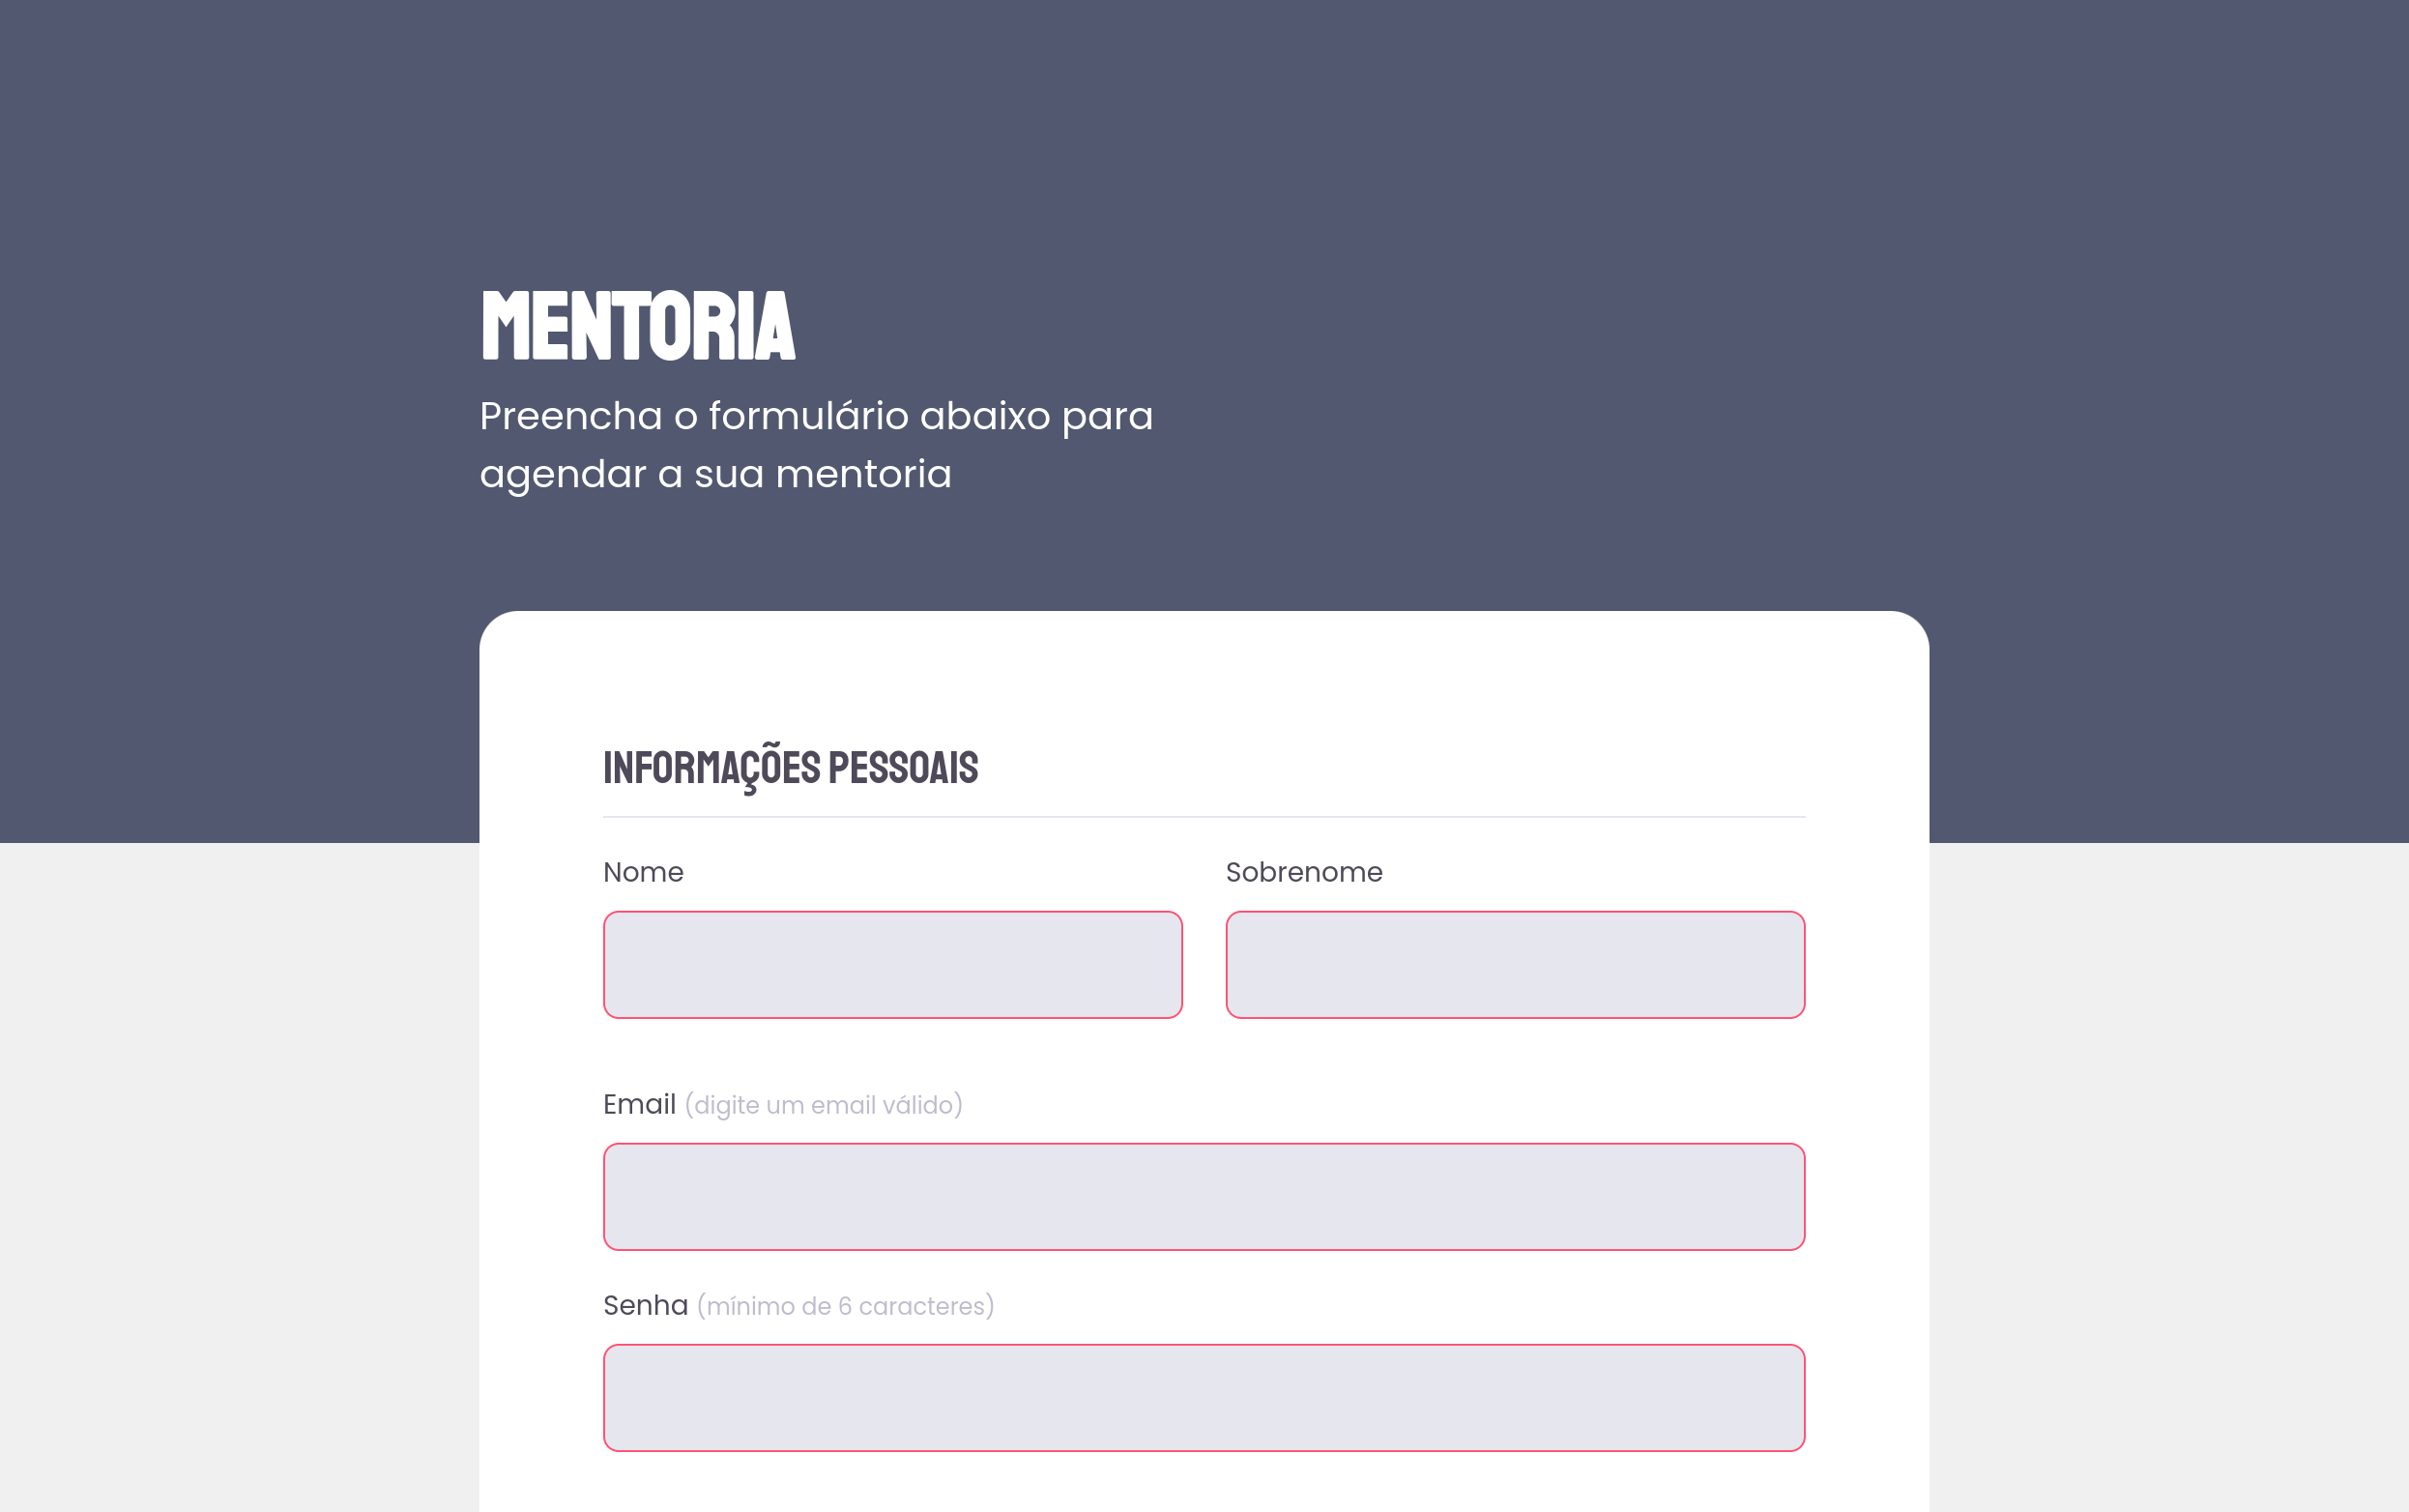 MENTORIA
Preencha o formulário abaixo para
agendar a sua mentoria
INFORMAÇÕES PESSOAIS
Nome
Sobrenome
Email (digite um email válido)
Senha (mínimo de 6 caracteres)